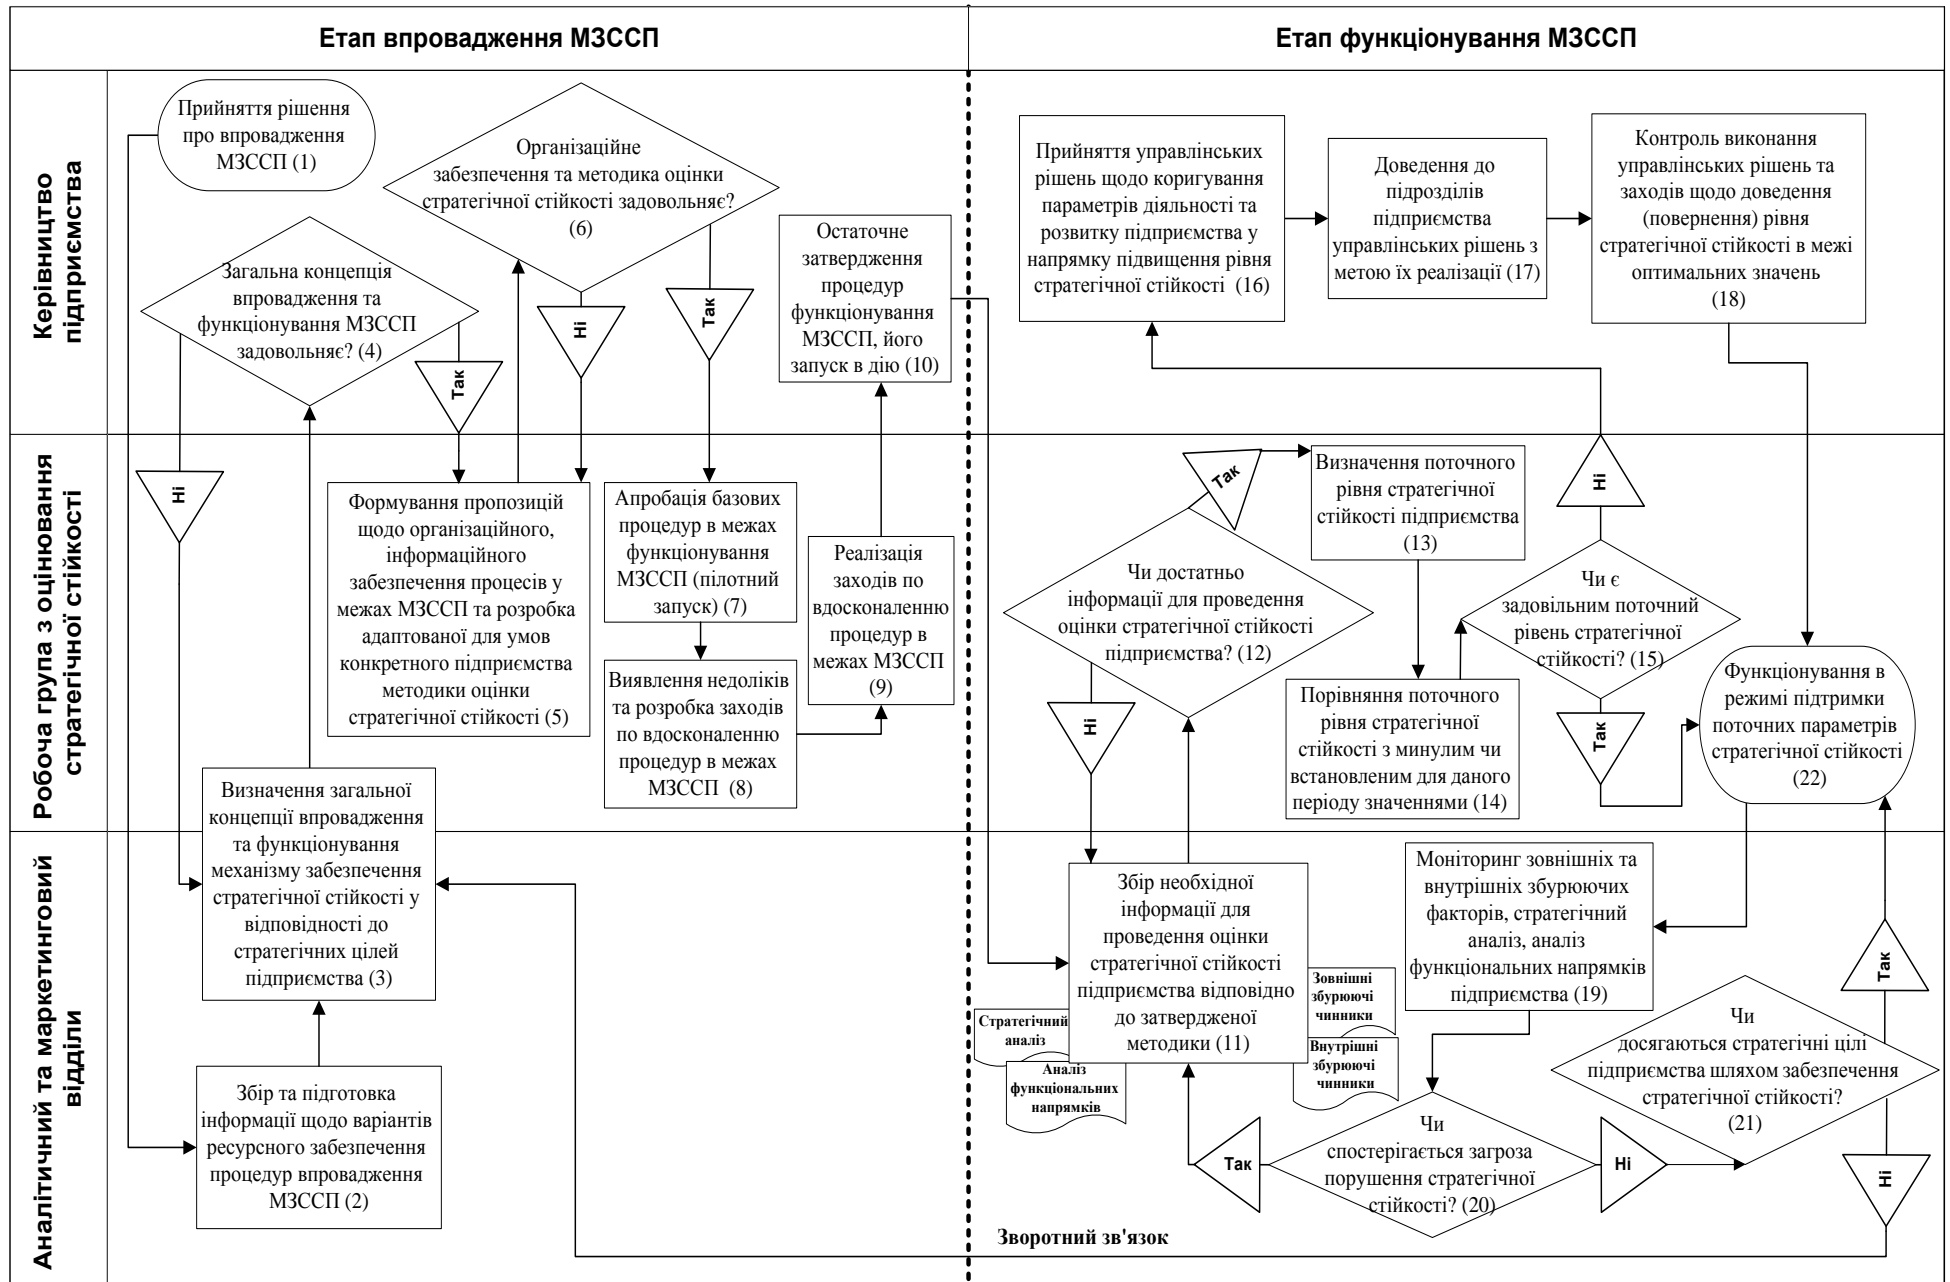 Етап впровадження МЗССП
Етап функціонування МЗССП
Керівництво
підприємства
Прийняття рішення
про впровадження
МЗССП (1)
Загальна концепція
впровадження та
функціонування МЗССП
задовольняє? (4)
Ні
Так
Організаційне
забезпечення та методика оцінки
стратегічної стійкості задовольняє?
(6)
Ні
Так
Остаточне
затвердження
процедур
функціонування
МЗССП, його
запуск в дію (10)
Прийняття управлінських
рішень щодо коригування
параметрів діяльності та
розвитку підприємства у
напрямку підвищення рівня
стратегічної стійкості (16)
Доведення до
підрозділів
підприємства
управлінських рішень з
метою їх реалізації (17)
Контроль виконання
управлінських рішень та
заходів щодо доведення
(повернення) рівня
стратегічної стійкості в межі
оптимальних значень
(18)
Робоча група з оцінювання
стратегічної стійкості
Формування пропозицій
щодо організаційного,
інформаційного
забезпечення процесів у
межах МЗССП та розробка
адаптованої для умов
конкретного підприємства
методики оцінки
стратегічної стійкості (5)
Апробація базових
процедур в межах
функціонування
МЗССП (пілотний
запуск) (7)
Виявлення недоліків
та розробка заходів
по вдосконаленню
процедур в межах
МЗССП (8)
Реалізація
заходів по
вдосконаленню
процедур в
межах МЗССП
(9)
Чи достатньо
інформації для проведення
оцінки стратегічної стійкості
підприємства? (12)
Так
Ні
Визначення поточного
рівня стратегічної
стійкості підприємства
(13)
Порівняння поточного
рівня стратегічної
стійкості з минулим чи
встановленим для даного
періоду значеннями (14)
Чи є
задовільним поточний
рівень стратегічної
стійкості? (15)
Ні
Так
Функціонування в
режимі підтримки
поточних параметрів
стратегічної стійкості
(22)
Аналітичний та маркетинговий
відділи
Визначення загальної
концепції впровадження
та функціонування
механізму забезпечення
стратегічної стійкості у
відповідності до
стратегічних цілей
підприємства (3)
Збір та підготовка
інформації щодо варіантів
ресурсного забезпечення
процедур впровадження
МЗССП (2)
Збір необхідної
інформації для
проведення оцінки
стратегічної стійкості
підприємства відповідно
до затвердженої
методики (11)
Стратегічний
аналіз
Аналіз
функціональних
напрямків
Зовнішні
збурюючі
чинники
Внутрішні
збурюючі
чинники
Моніторинг зовнішніх та
внутрішніх збурюючих
факторів, стратегічний
аналіз, аналіз
функціональних напрямків
підприємства (19)
Чи
спостерігається загроза
порушення стратегічної
стійкості? (20)
Так
Ні
Чи
досягаються стратегічні цілі
підприємства шляхом забезпечення
стратегічної стійкості?
(21)
Так
Ні
Зворотний зв'язок